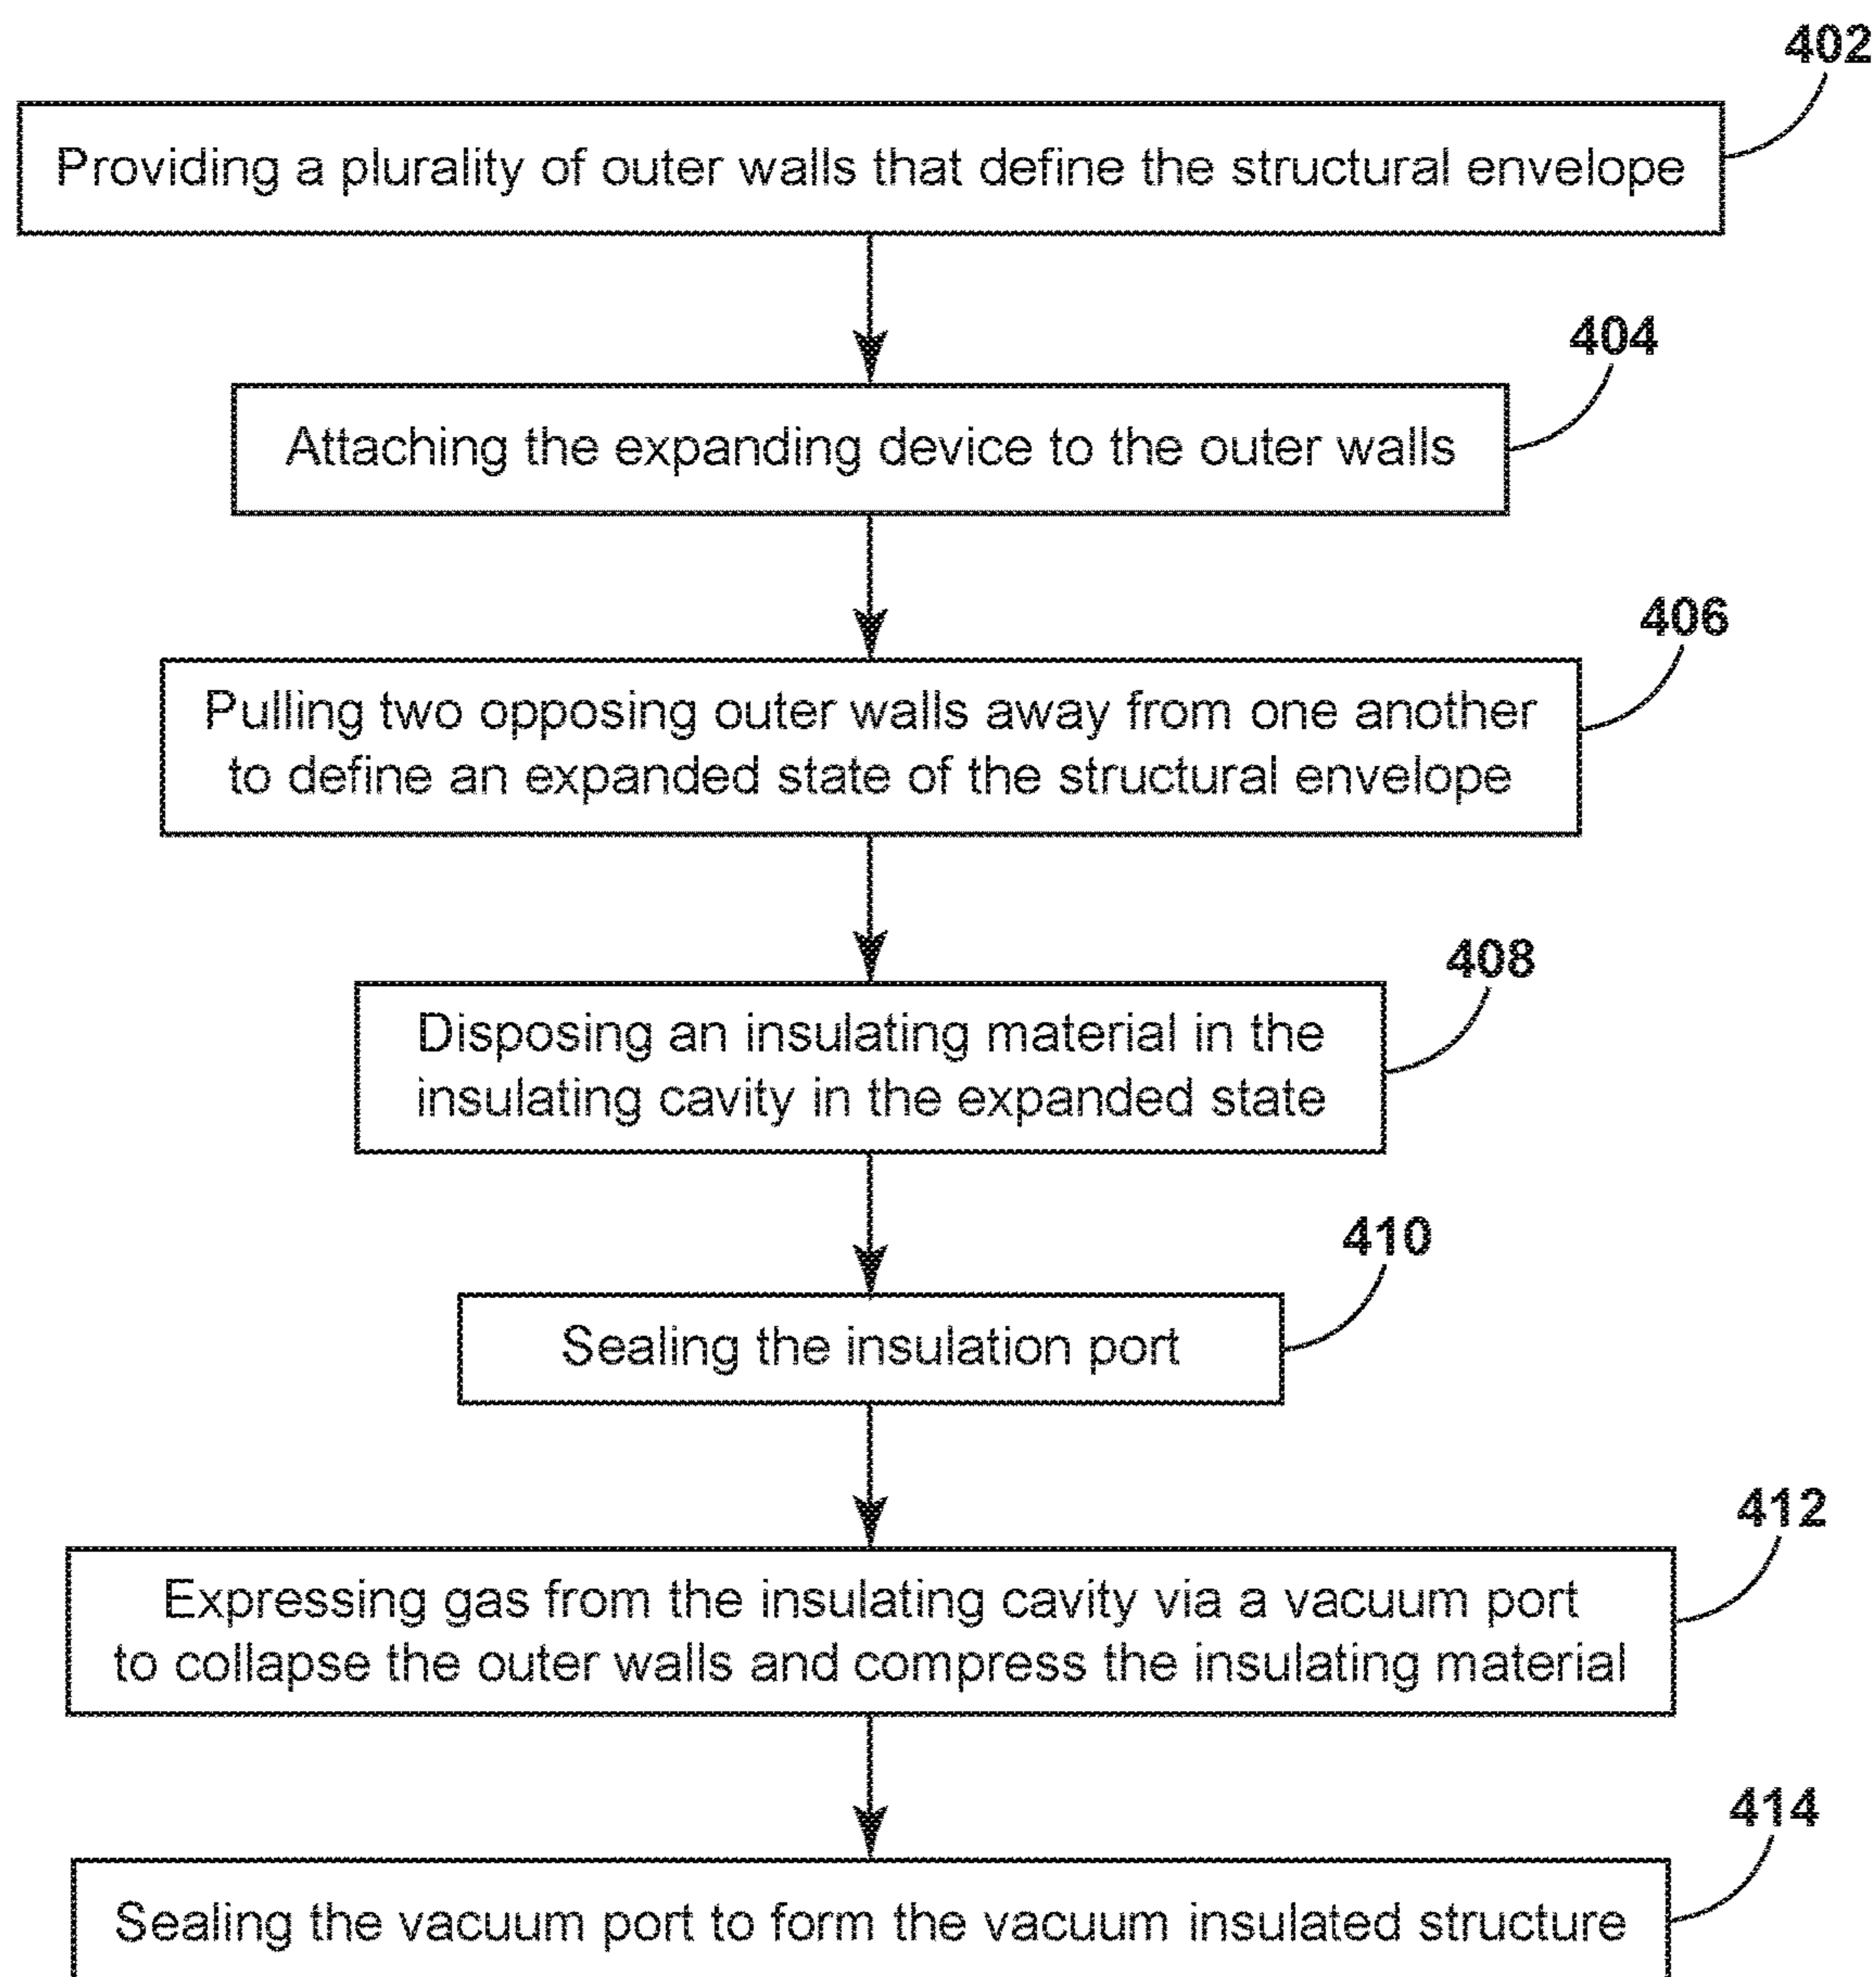 402
Providing a plurality of outer walls that define the structural envelope
404
Attaching the expanding device to the outer walls
406
Pulling two opposing outer walls away from one another
to define an expanded state of the structural envelope
408
Disposing an insulating material in the
insulating cavity in the expanded state
410
Sealing the insulation port
412
Expressing gas from the insulating cavity via a vacuum port
to collapse the outer walls and compress the insulating material
414
Sealing the vacuum port to form the vacuum insulated structure